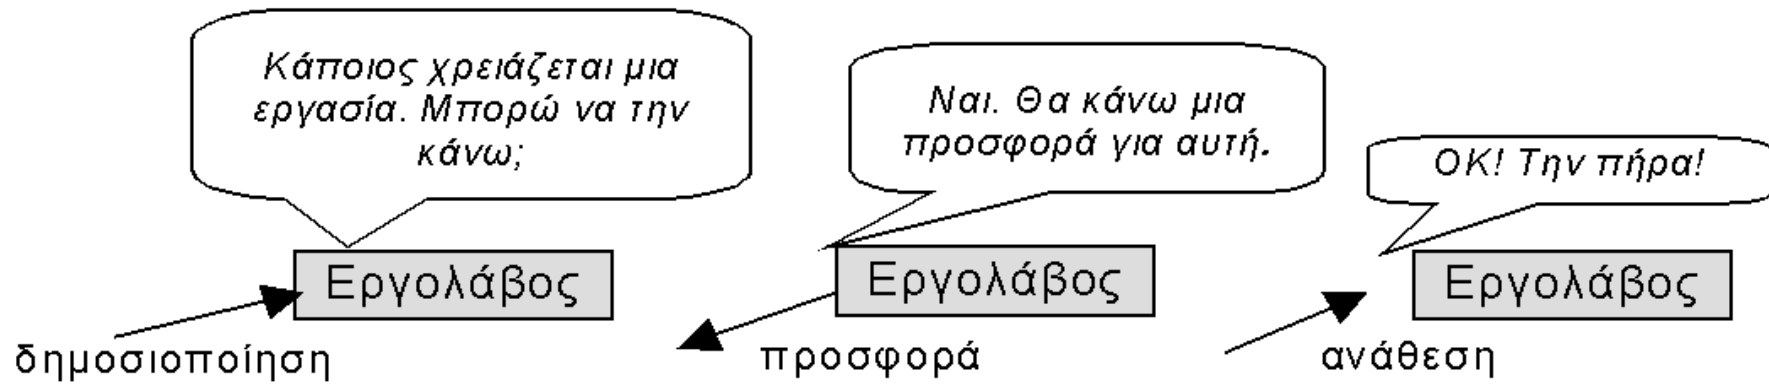 Κάποιος χρειάζεται μια
εργασία. Μπορώ να την
κάνω;
Ναι. Θα κάνω μια
προσφορά για αυτή.
ΟΚ! Την πήρα!
Εργολάβος
Εργολάβος
Εργολάβος
δημοσιοποίηση
προσφορά
ανάθεση